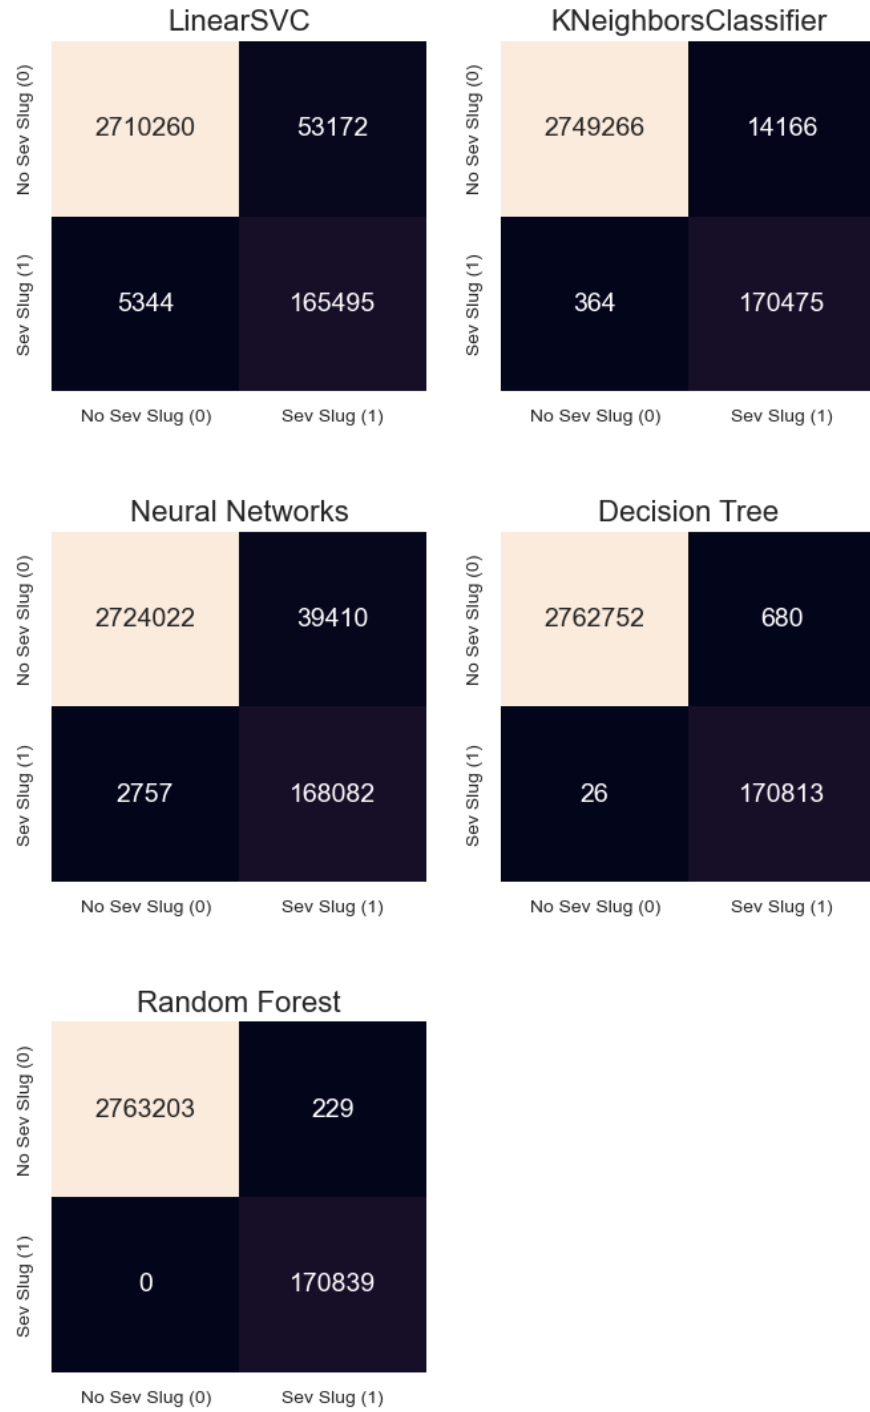 LinearSVC
No Sev Slug (0)
2710260 53172
Sev Slug (1)
5344 165495
No Sev Slug (0) Sev Slug (1)
KNeighborsClassifier
No Sev Slug (0)
2749266 14166
Sev Slug (1)
364 170475
No Sev Slug (0) Sev Slug (1)
Neural Networks
No Sev Slug (0)
2724022 39410
Sev Slug (1)
2757 168082
No Sev Slug (0) Sev Slug (1)
Decision Tree
No Sev Slug (0)
2762752 680
Sev Slug (1)
26 170813
No Sev Slug (0) Sev Slug (1)
Random Forest
No Sev Slug (0)
2763203 229
Sev Slug (1)
0 170839
No Sev Slug (0) Sev Slug (1)